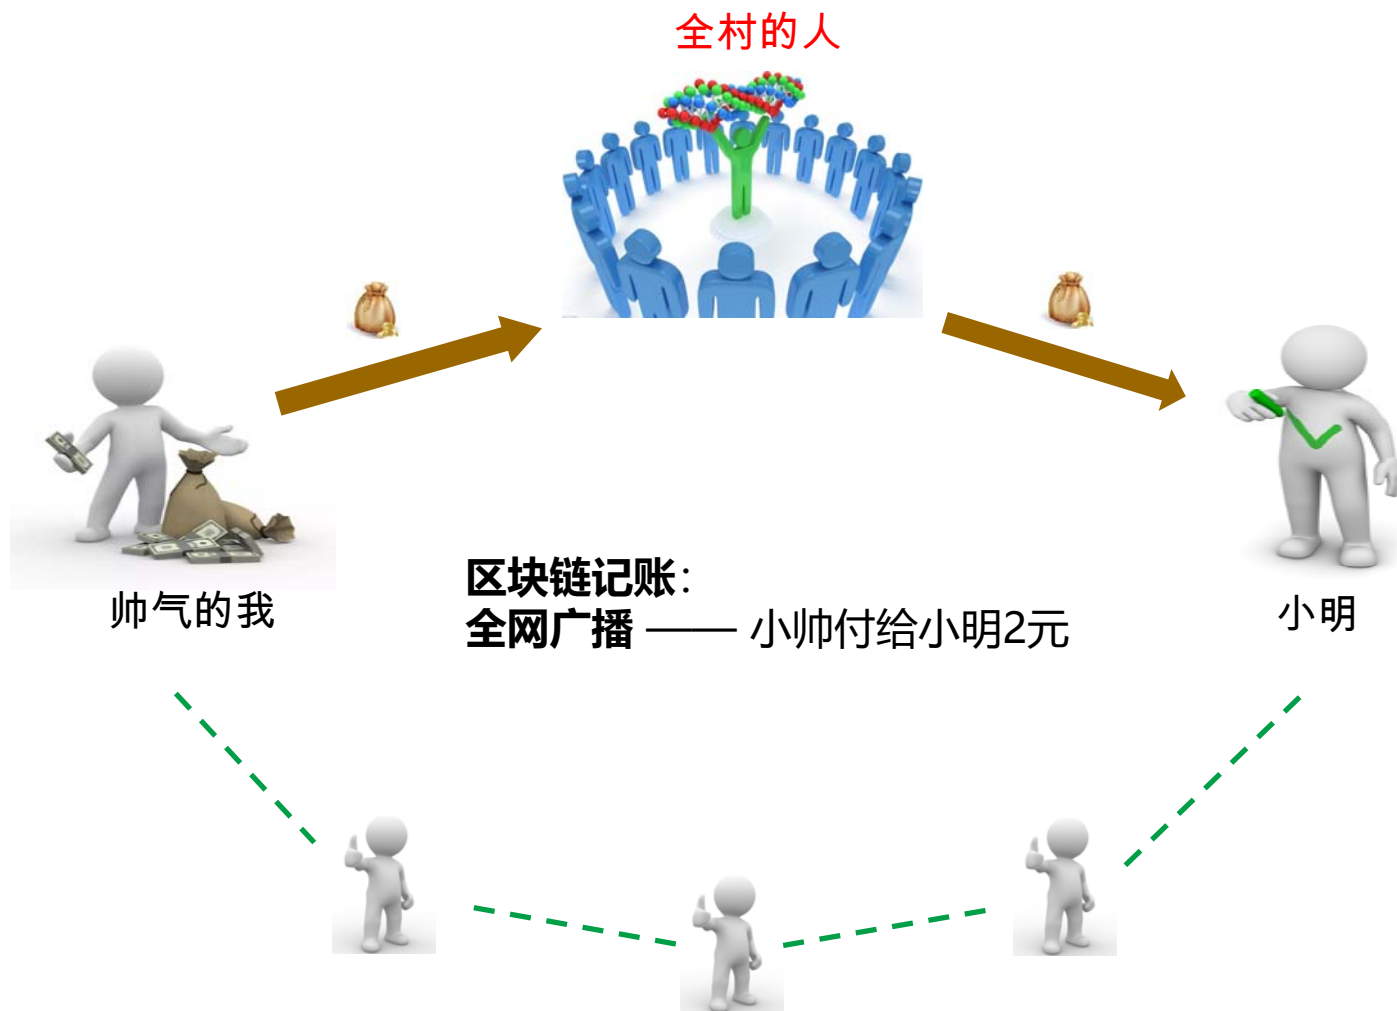 全村的人
区块链记账：
全网广播 —— 小帅付给小明2元
帅气的我
小明